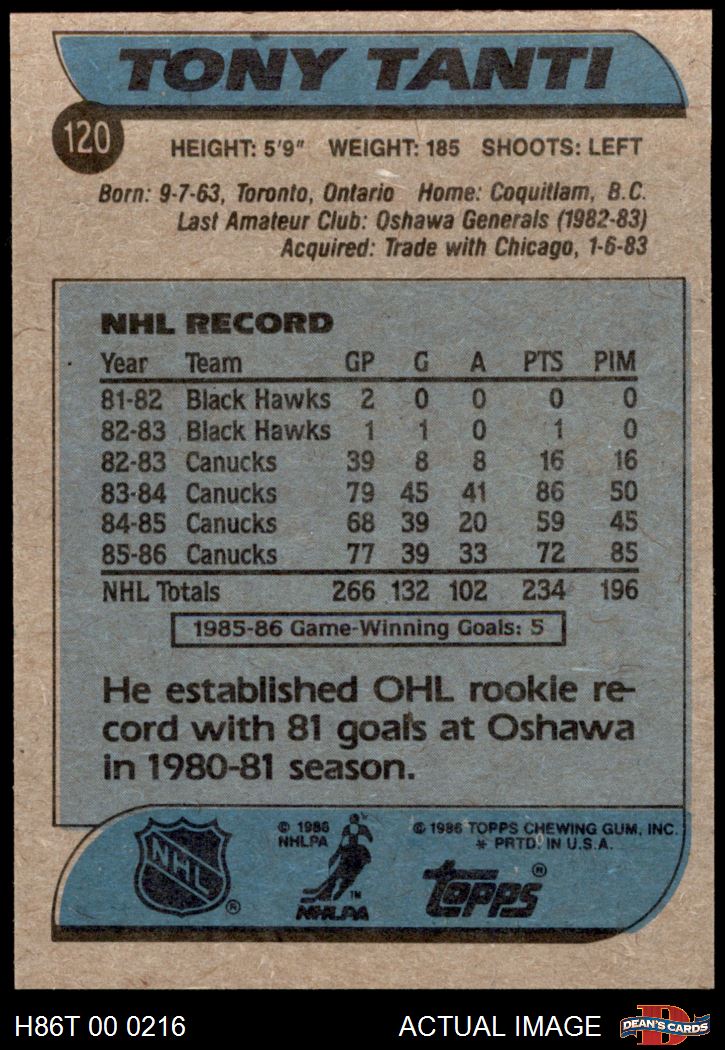 TONY TANTI
120
HEIGHT: 5'9" WEIGHT: 185 SHOOTS: LEFT
Born: 9-7-63, Toronto, Ontario Home: Coquitlam, B.C.
Last Amateur Club: Oshawa Generals (1982-83)
Acquired: Trade with Chicago, 1-6-83
NHL RECORD
Year Team GP G A PTS PIM
81-82 Black Hawks 2 0 0 0 0
82-83 Black Hawks 1 1 0 1 0
82-83 Canucks 39 8 8 16 16
83-84 Canucks 79 45 41 86 50
84-85 Canucks 68 39 20 59 45
85-86 Canucks 77 39 33 72 85
NHL Totals 266 132 102 234 196
1985-86 Game-Winning Goals: 5
He established OHL rookie re-
cord with 81 goals at Oshawa
in 1980-81 season.
NHL ®
© 1986
NHLPA
TM
NHLPA
© 1986 TOPPS CHEWING GUM, INC.
* PRTD. IN U.S.A.
topps ®
H86T 00 0216 ACTUAL IMAGE
D
DEAN'S CARDS